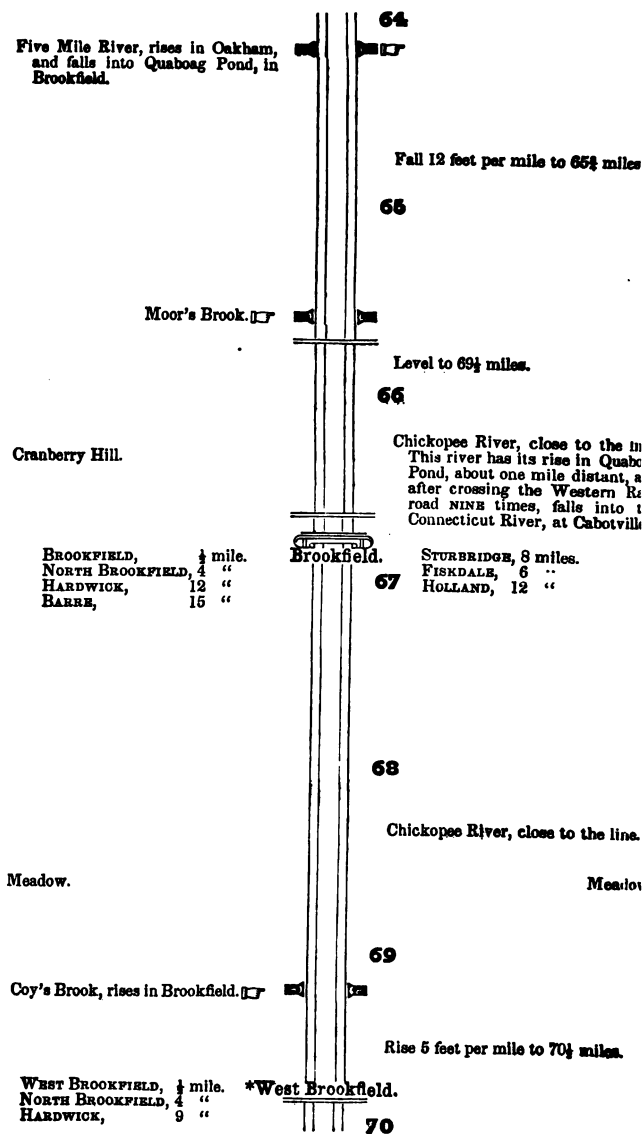 64
Five Mile River, rises in Oakham,
and falls into Quaboag Pond, in
Brookfield.
Fall 12 feet per mile to 65¾ miles
65
Moor's Brook.
Level to 69½ miles.
66
Cranberry Hill.
Chickopee River, close to the
This river has its rise in
Pond, about one mile distant,
after crossing the Western
road NINE times, falls into
Connecticut River, at
Brookfield.
BROOKFIELD, ½ mile.
NORTH BROOKFIELD, 4 “
HARDWICK, 12 “
BARRE, 15 “
STURBRIDGE, 8 miles.
FISKDALE, 6 “
HOLLAND, 12 “
67
68
Chickopee River, close to the line.
Meadow.
69
Coy's Brook, rises in Brookfield.
Rise 5 feet per mile to 70½ miles.
WEST BROOKFIELD, ½ mile.
NORTH BROOKFIELD, 4 “
HARDWICK, 9 “
*West Brookfield.
70